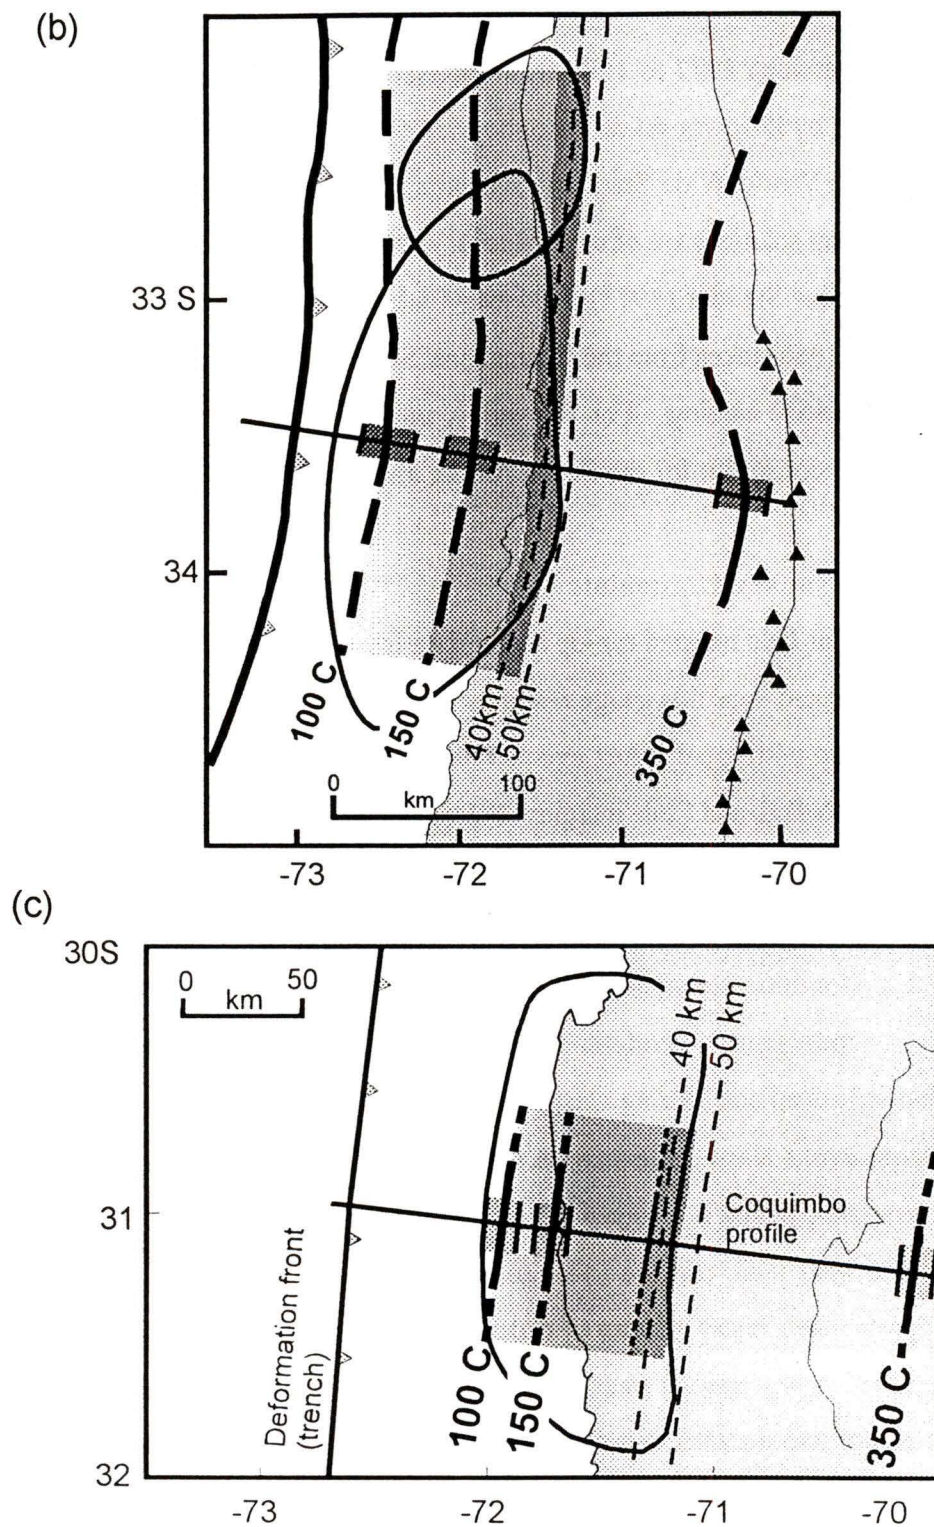 (b)
33 S
34
100 C
150 C
40km
50km
350 C
0 100
km
-73 -72 -71 -70
(c)
30S
0 50
km
40 km
50 km
Coquimbo
profile
31
Deformation front
(trench)
100 C
150 C
350 C
32
-73 -72 -71 -70